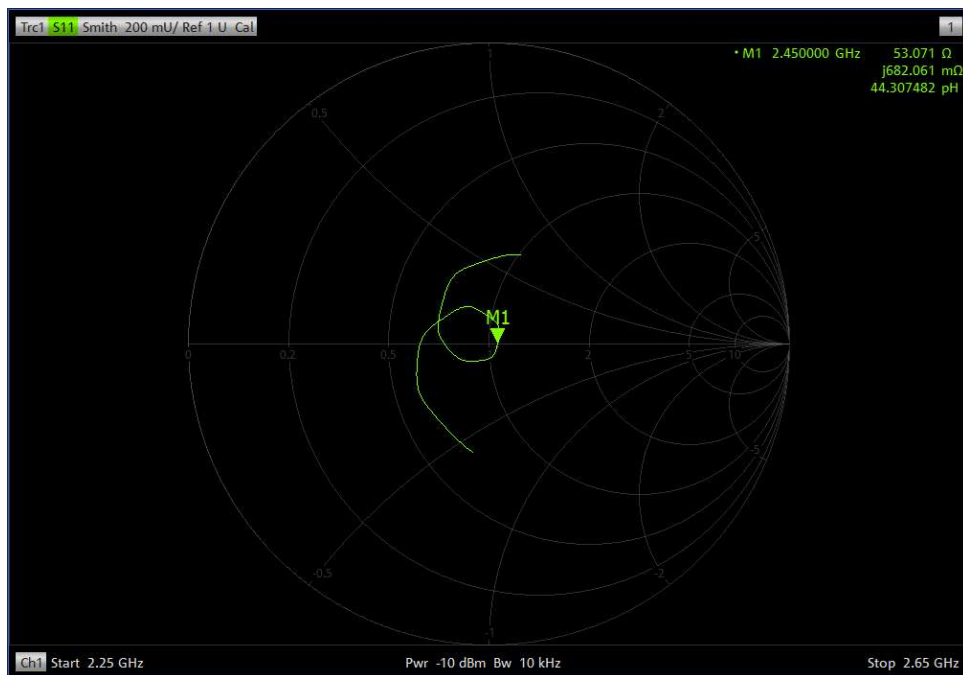 Trc1 S11 Smith 200 mU/ Ref 1 U Cal
1
• M1 2.450000 GHz 53.071 Ω
j682.061 mΩ
44.307482 pH
1
0.5
2
5
M1
0
0.2
0.5
1
2
5
10
-5
-0.5
-2
-1
Ch1 Start 2.25 GHz
Pwr -10 dBm Bw 10 kHz
Stop 2.65 GHz